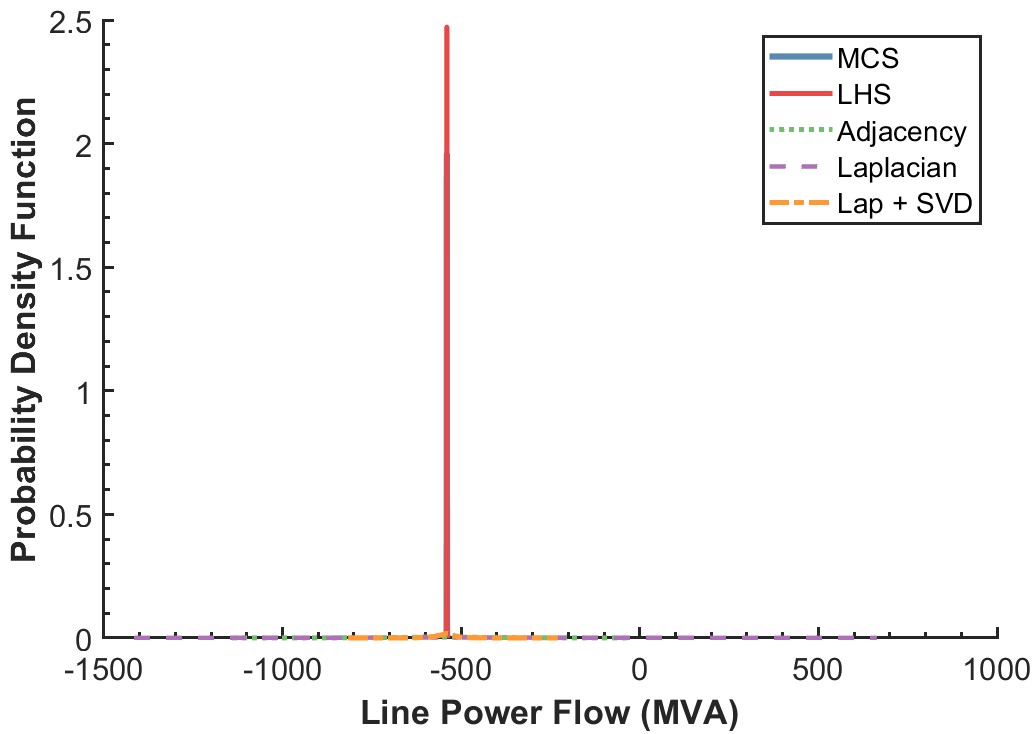 2.5
2
1.5
1
0.5
0
-1500
-1000
-500
0
500
1000
Probability Density Function
Line Power Flow (MVA)
MCS
LHS
Adjacency
Laplacian
Lap + SVD